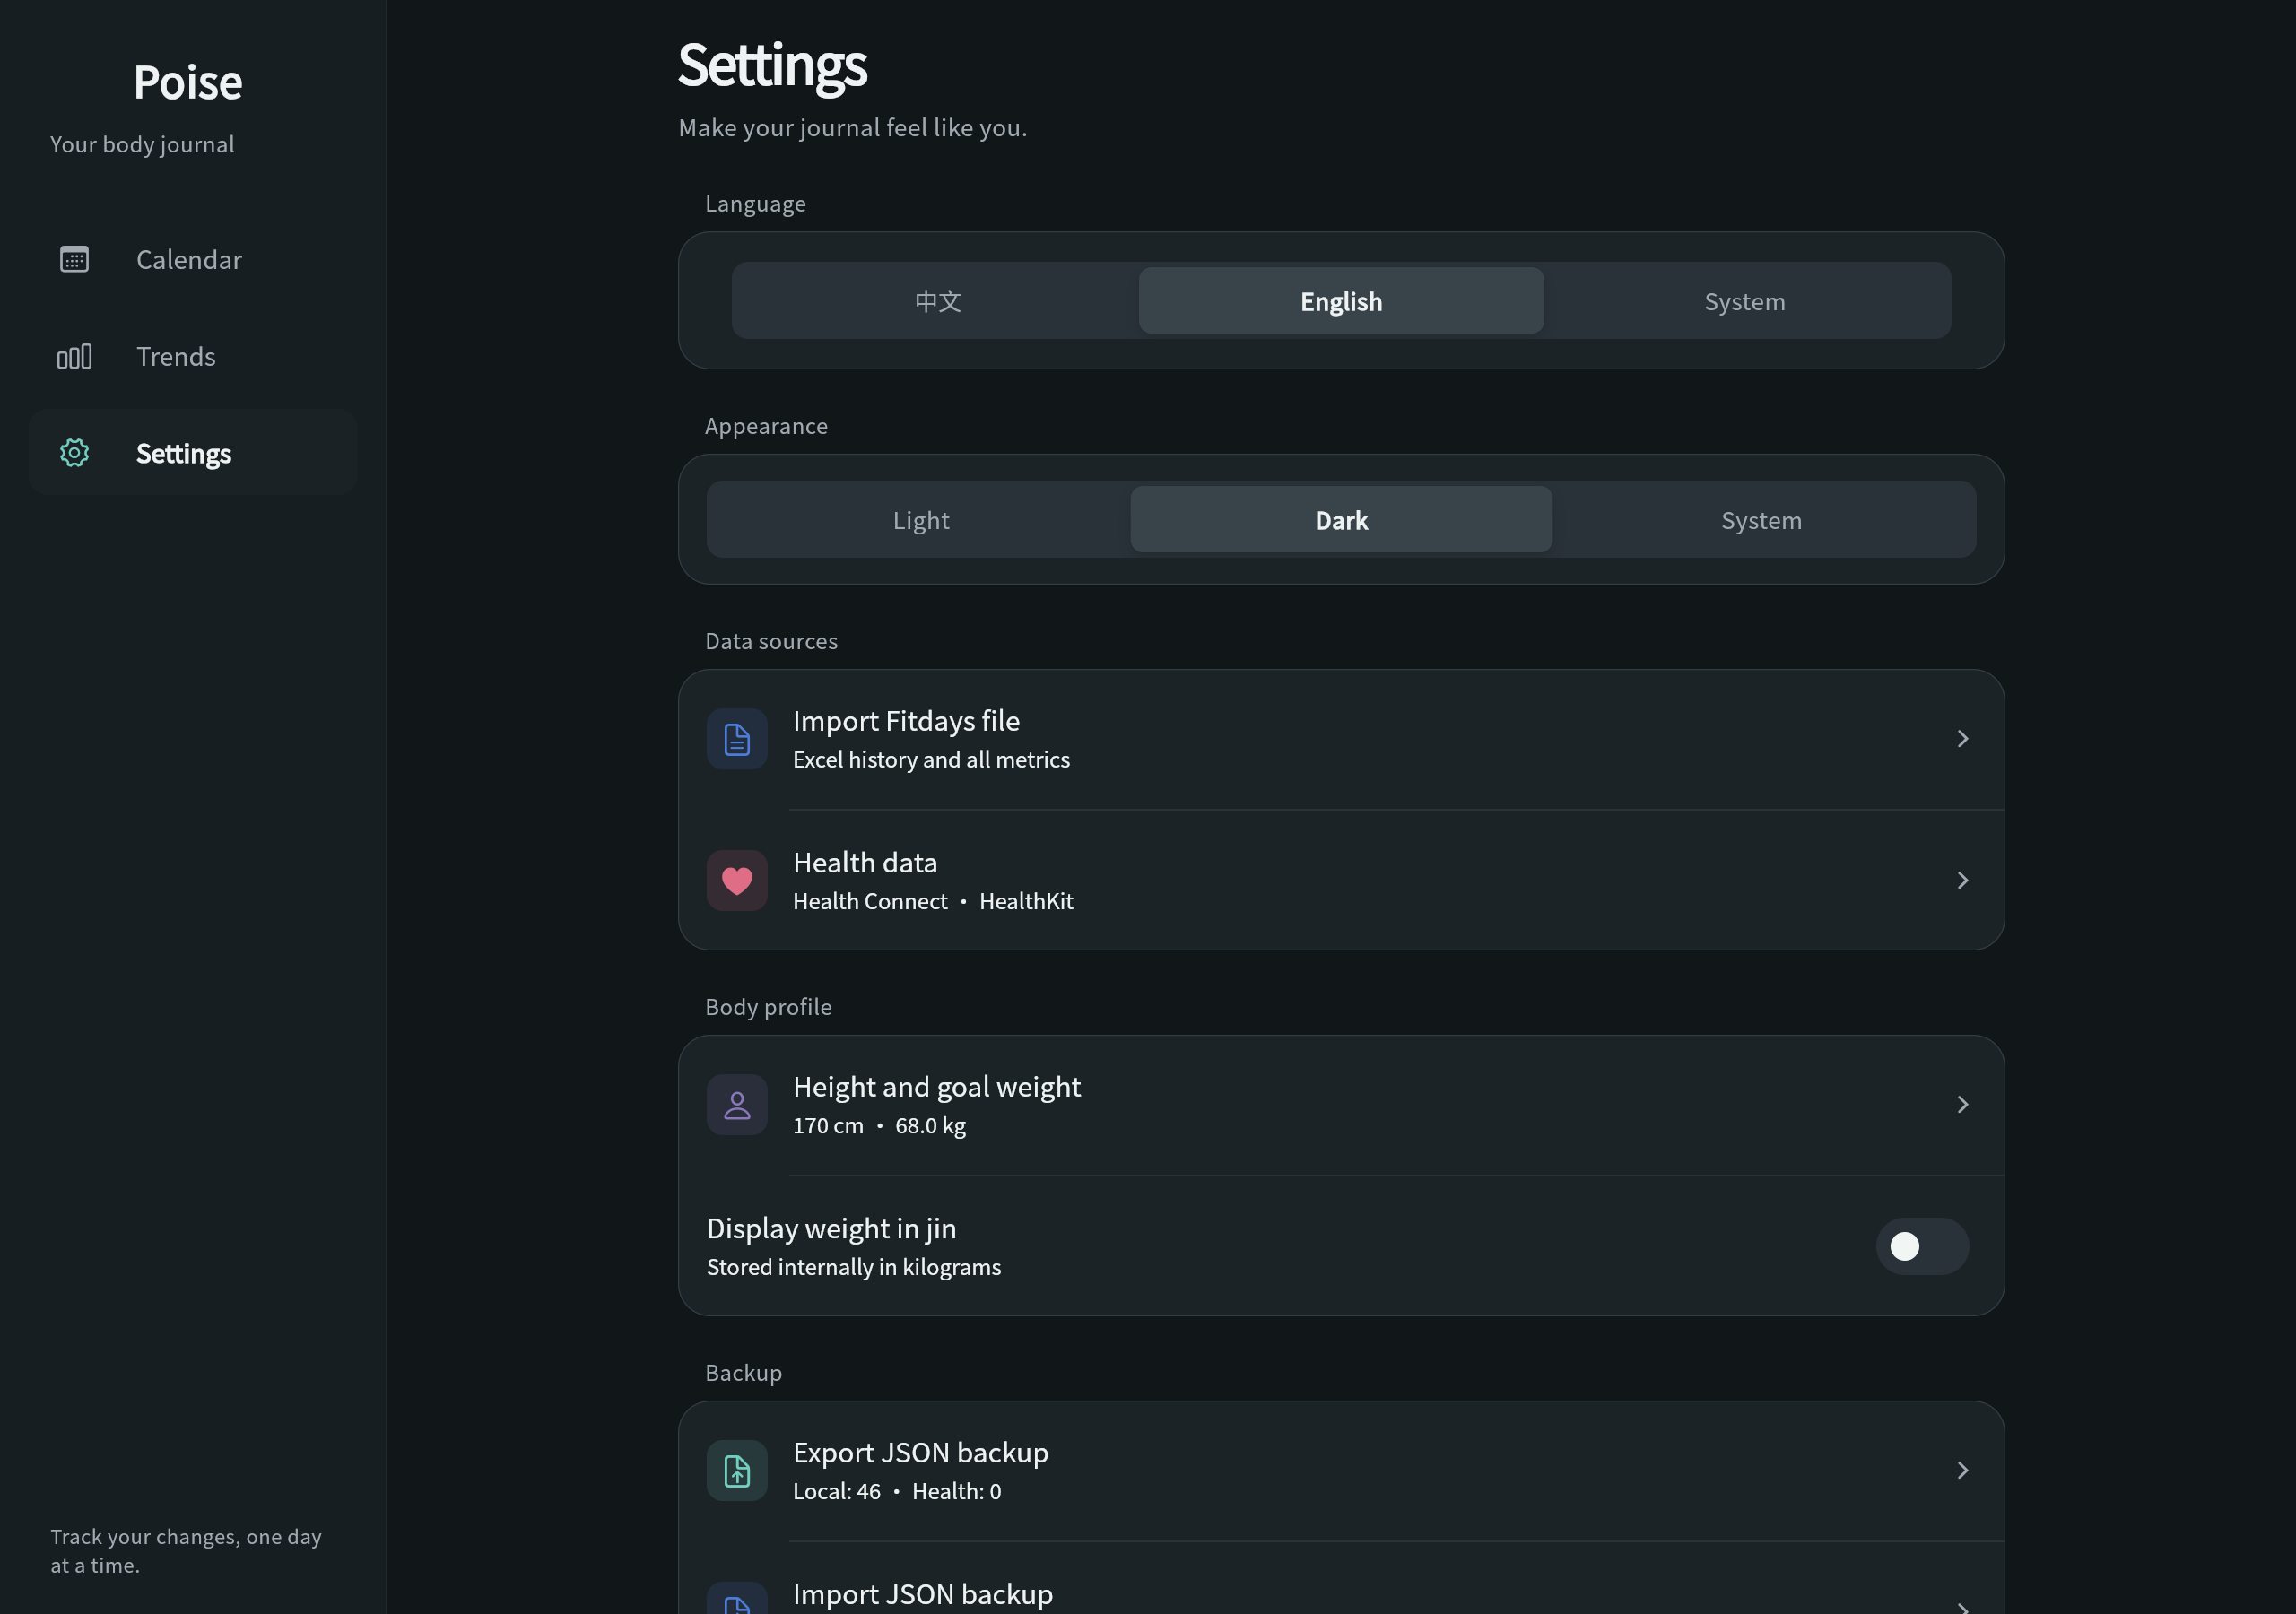 Poise
Your body journal
Calendar
Trends
Settings
Track your changes, one day
at a time.
Settings
Make your journal feel like you.
Language
中文 English System
Appearance
Light Dark System
Data sources
Import Fitdays file
Excel history and all metrics
Health data
Health Connect • HealthKit
Body profile
Height and goal weight
170 cm • 68.0 kg
Display weight in jin
Stored internally in kilograms
Backup
Export JSON backup
Local: 46 • Health: 0
Import JSON backup